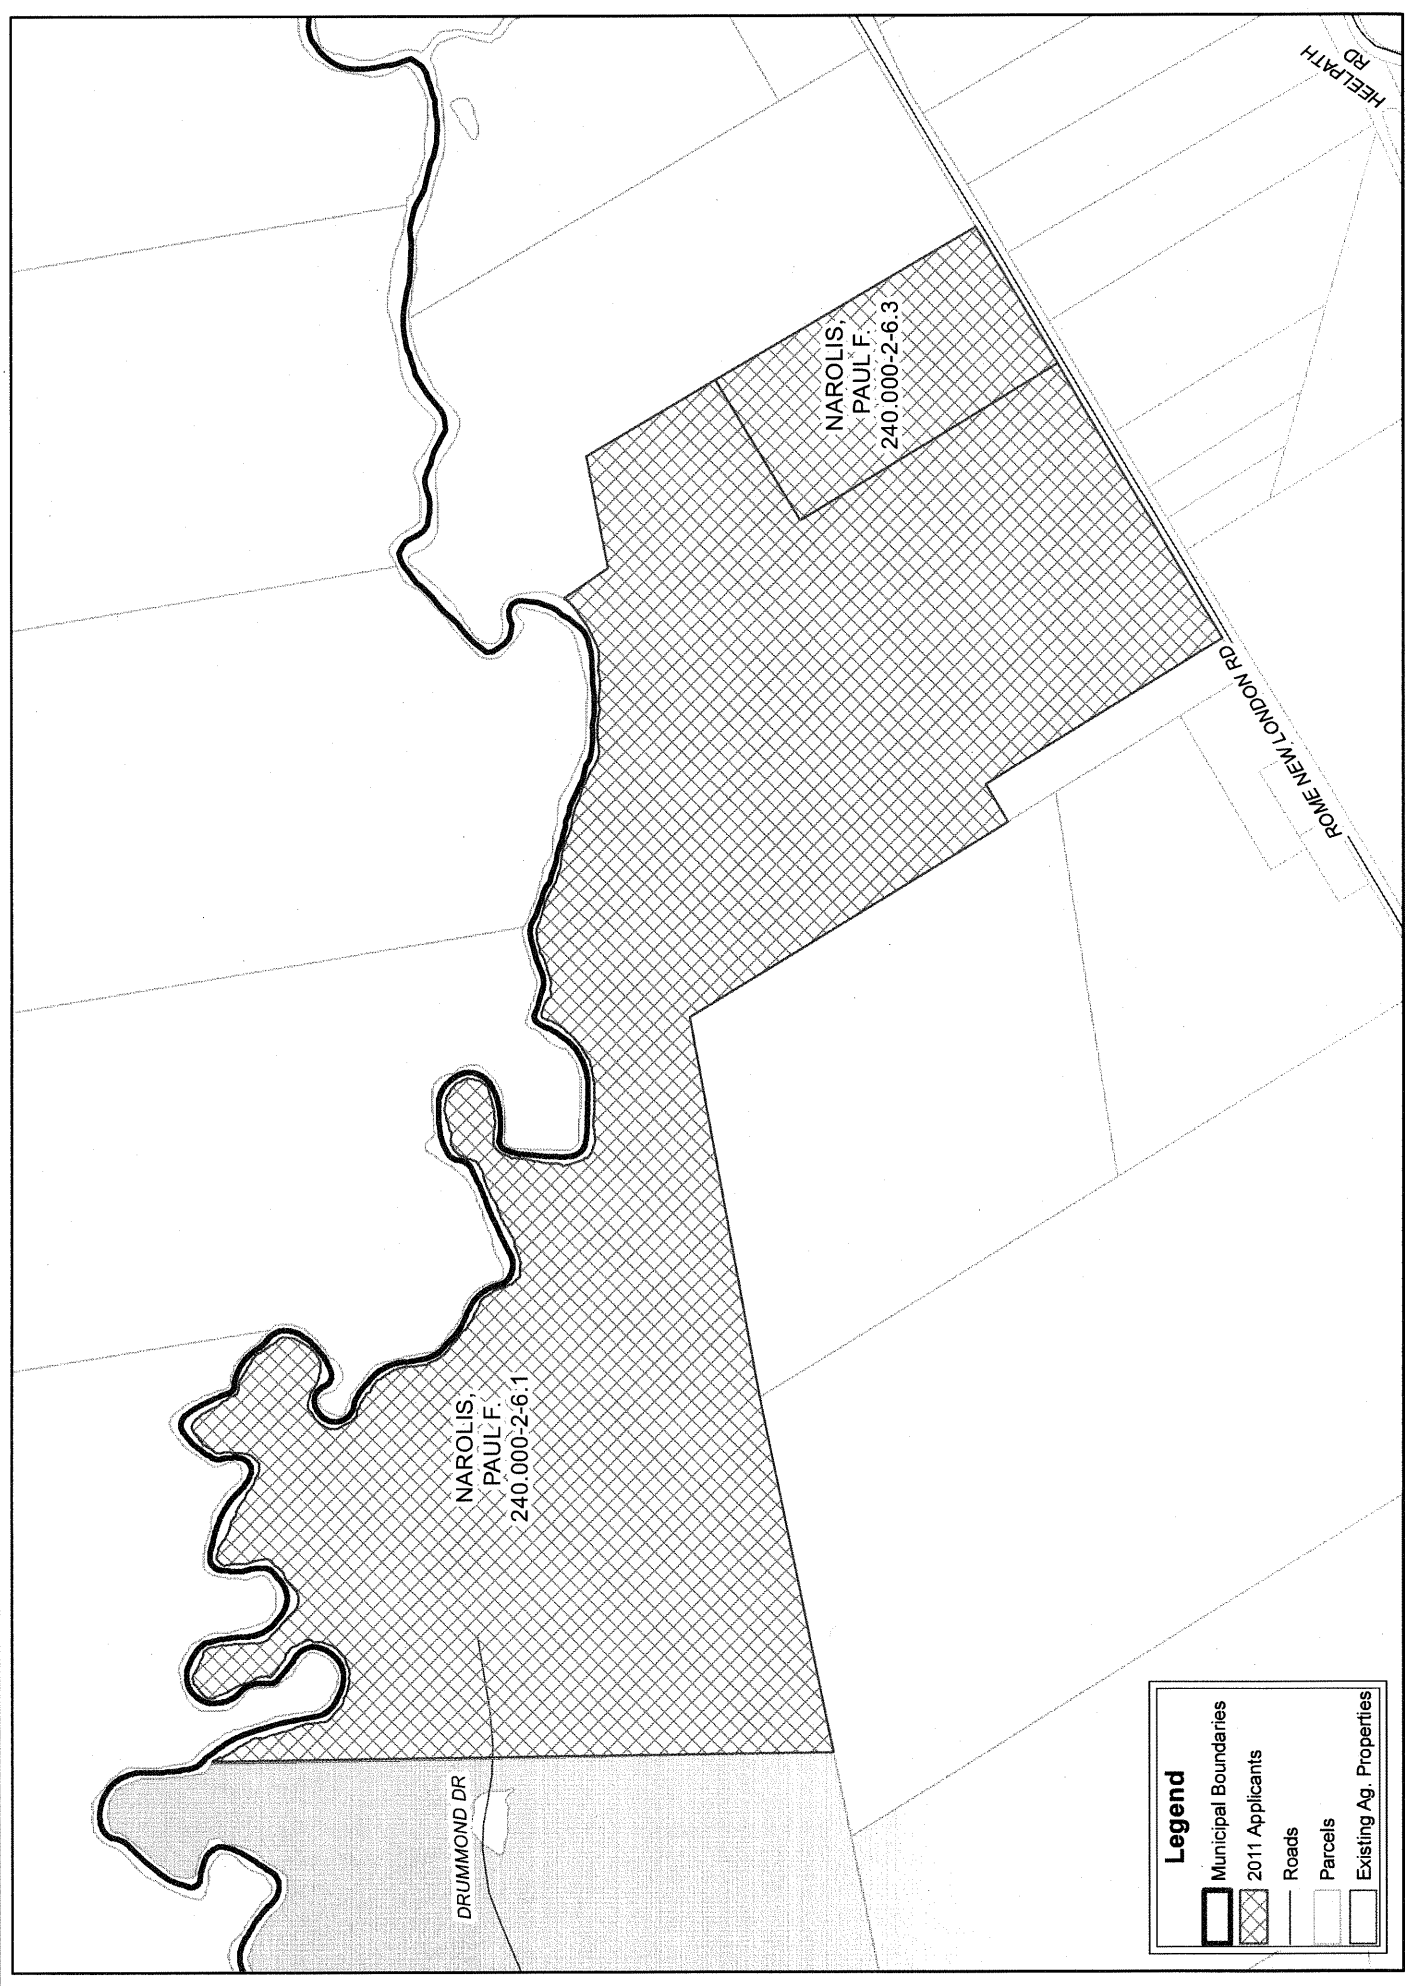 HEELPATH
RD
NAROLIS,
PAUL F.
240.000-2-6.3
ROME NEW LONDON RD
NAROLIS,
PAUL F.
240.000-2-6.1
DRUMMOND DR
Legend
Municipal Boundaries
2011 Applicants
Roads
Parcels
Existing Ag. Properties